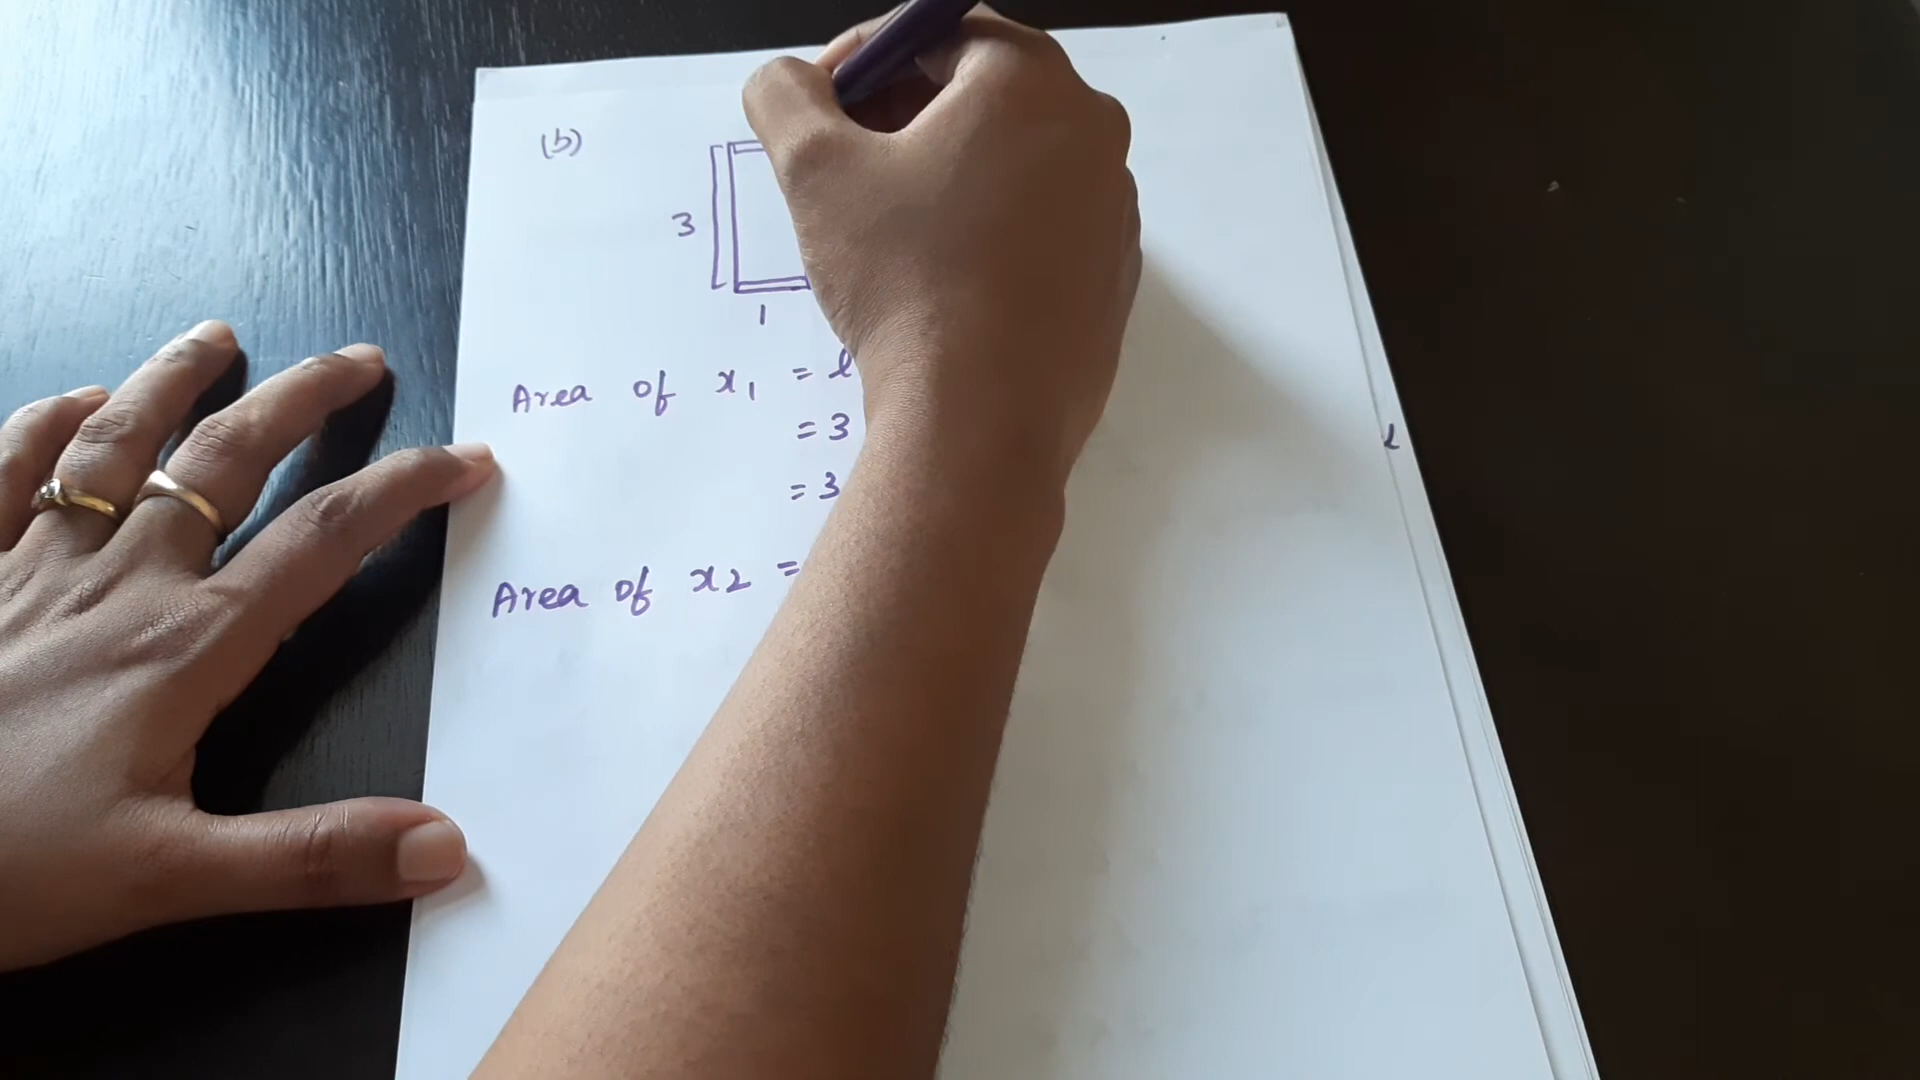 (b)
3
1
Area of x₁ = l
= 3
= 3
Area of x₂ =